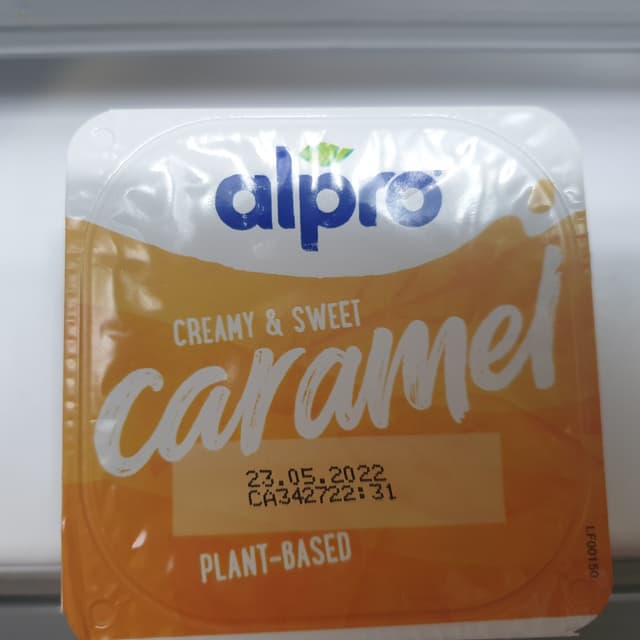 alpro
CREAMY & SWEET
caramel
23.05.2022
CA342722:31
PLANT-BASED
LF00150